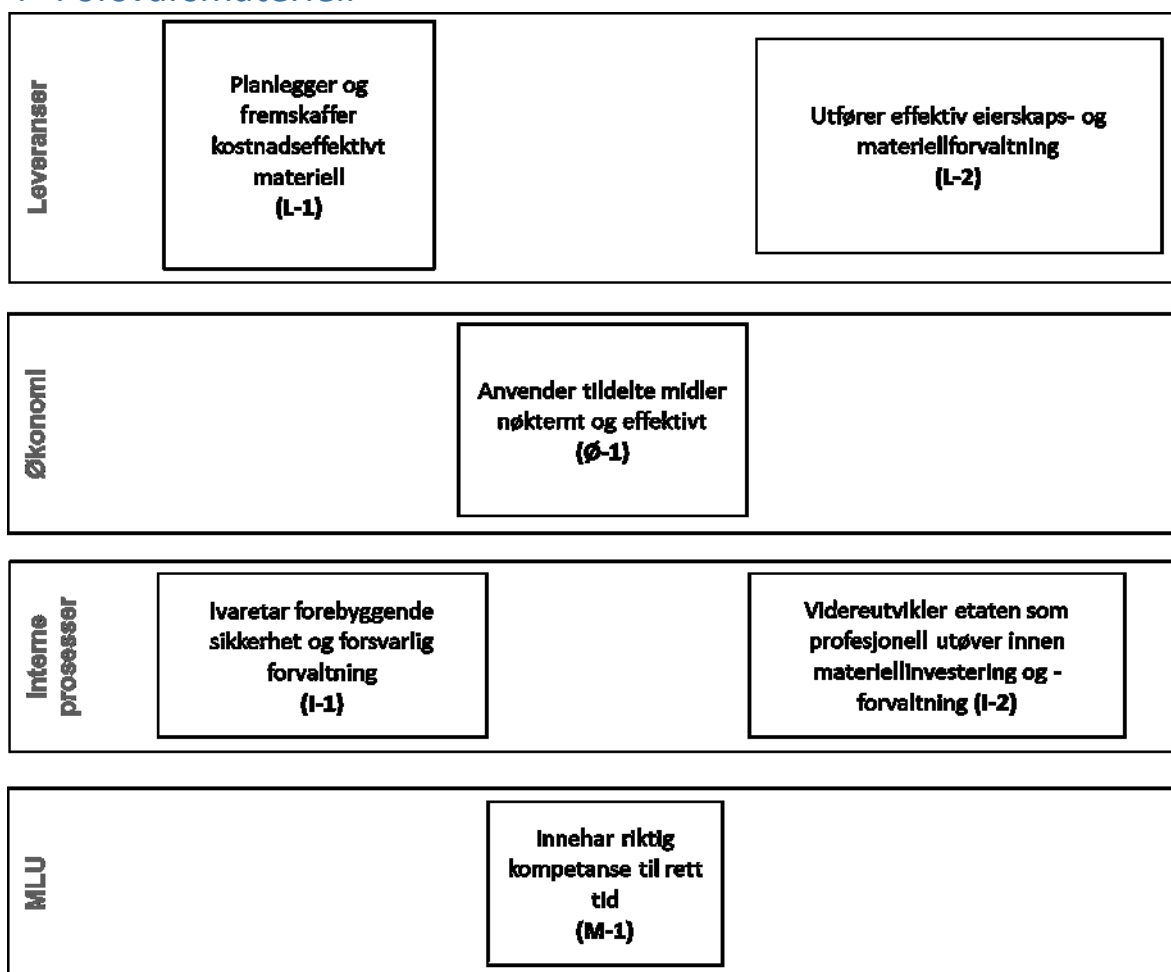 Leveranser
Planlegger og
fremskaffer
kostnadseffektivt
materiell
(L-1)
Utfører effektiv eierskaps- og
materiellforvaltning
(L-2)
Økonomi
Anvender tildelte midler
nøkternt og effektivt
(Ø-1)
Interne
prosesser
Ivaretar forebyggende
sikkerhet og forsvarlig
forvaltning
(I-1)
Videreutvikler etaten som
profesjonell utøver innen
materiellinvestering og -
forvaltning (I-2)
MLU
Innehar riktig
kompetanse til rett
tid
(M-1)